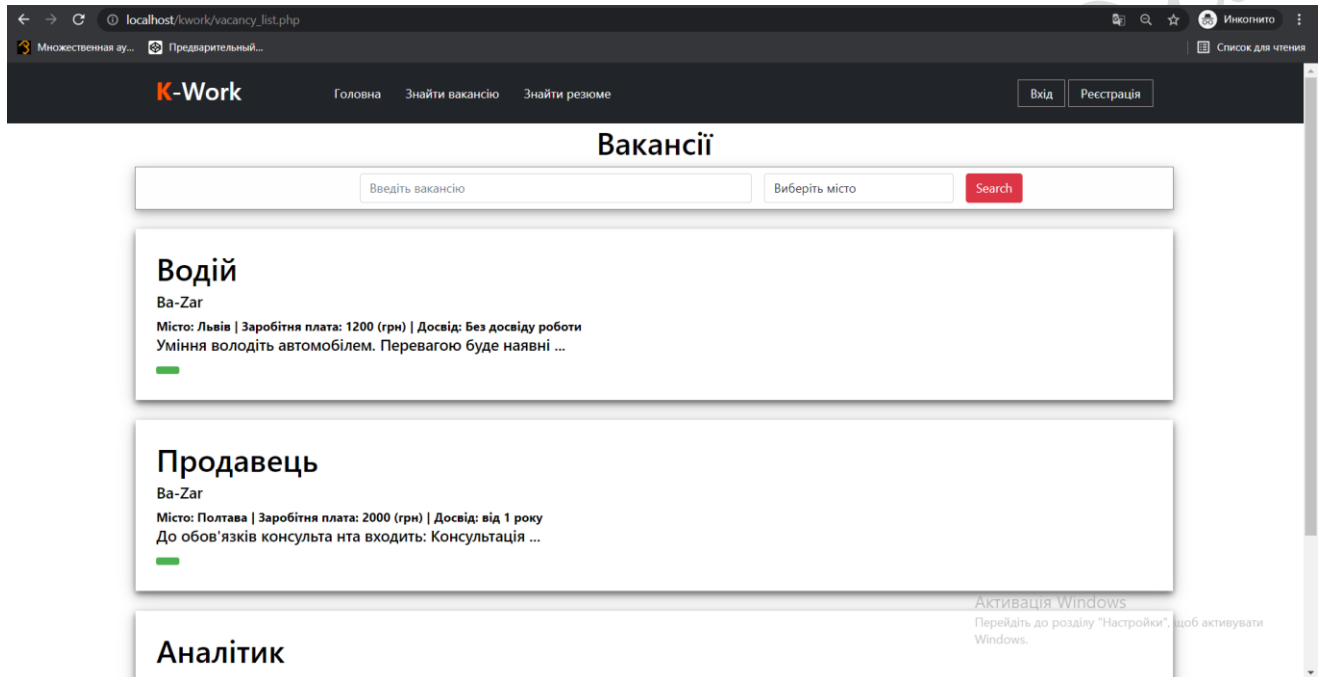 localhost/kwork/vacancy_list.php
Инкогнито
Множественная ау...
Предварительный...
Список для чтения
K-Work
Головна
Знайти вакансію
Знайти резюме
Вхід
Реєстрація
Вакансії
Введіть вакансію
Виберіть місто
Search
Водій
Ba-Zar
Місто: Львів | Заробітня плата: 1200 (грн) | Досвід: Без досвіду роботи
Уміння володіть автомобілем. Перевагою буде наявні ...
Продавець
Ba-Zar
Місто: Полтава | Заробітня плата: 2000 (грн) | Досвід: від 1 року
До обов'язків консульта нта входить: Консультація ...
Аналітик
Активація Windows
Перейдіть до розділу "Настройки", щоб активувати
Windows.